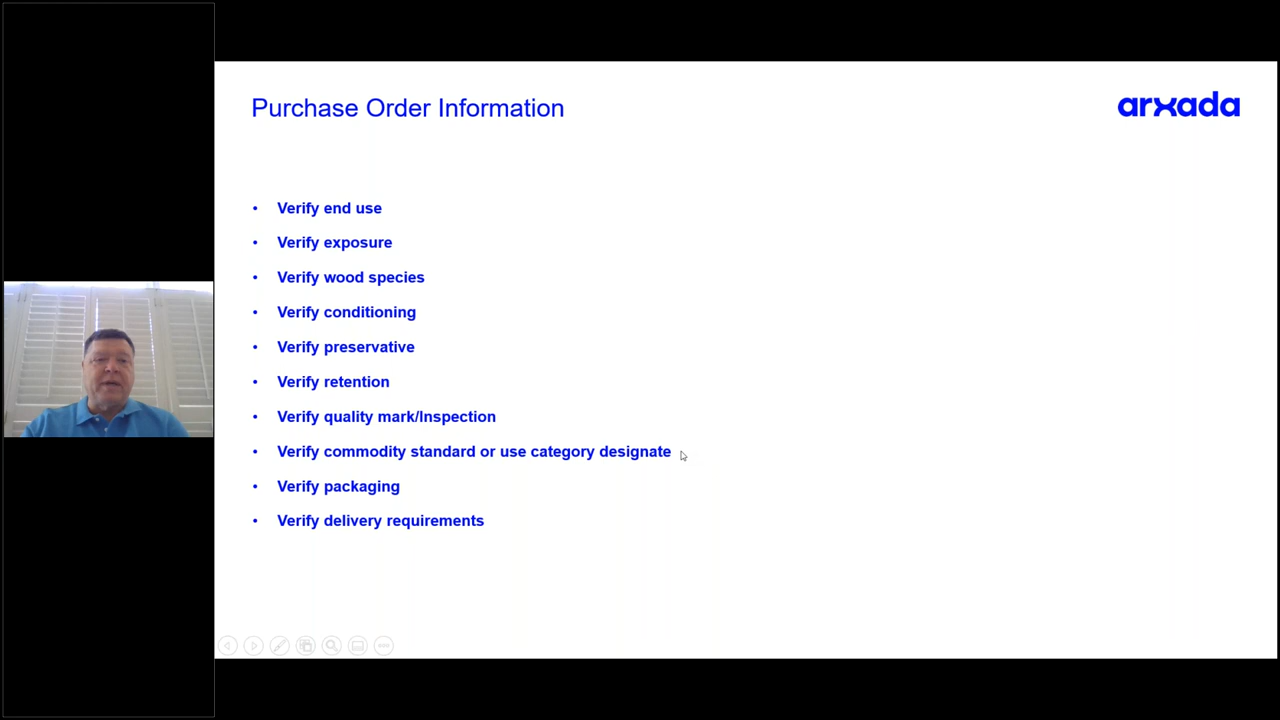 Purchase Order Information
arxada
• Verify end use
• Verify exposure
• Verify wood species
• Verify conditioning
• Verify preservative
• Verify retention
• Verify quality mark/Inspection
• Verify commodity standard or use category designate
• Verify packaging
• Verify delivery requirements